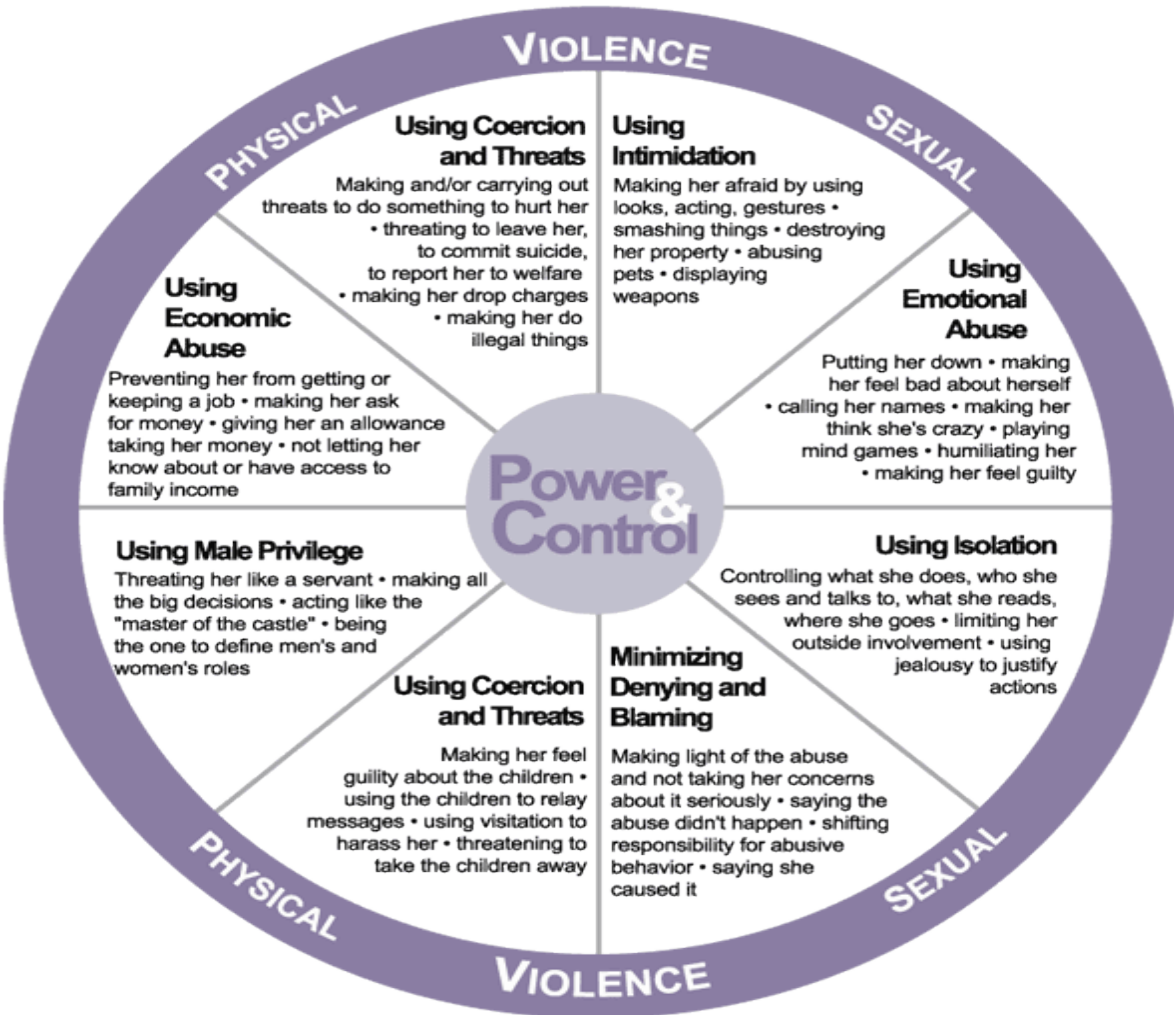 VIOLENCE
PHYSICAL
SEXUAL
Using Coercion
and Threats
Making and/or carrying out
threats to do something to hurt her
• threating to leave her,
to commit suicide,
to report her to welfare
• making her drop charges
• making her do
illegal things
Using
Intimidation
Making her afraid by using
looks, acting, gestures •
smashing things • destroying
her property • abusing
pets • displaying
weapons
Using
Economic
Abuse
Preventing her from getting or
keeping a job • making her ask
for money • giving her an allowance
taking her money • not letting her
know about or have access to
family income
Using
Emotional
Abuse
Putting her down • making
her feel bad about herself
• calling her names • making her
think she's crazy • playing
mind games • humiliating her
• making her feel guilty
Power
&
Control
Using Male Privilege
Threating her like a servant • making all
the big decisions • acting like the
"master of the castle" • being
the one to define men's and
women's roles
Using Isolation
Controlling what she does, who she
sees and talks to, what she reads,
where she goes • limiting her
outside involvement • using
jealousy to justify
actions
Using Coercion
and Threats
Making her feel
guility about the children •
using the children to relay
messages • using visitation to
harass her • threatening to
take the children away
Minimizing
Denying and
Blaming
Making light of the abuse
and not taking her concerns
about it seriously • saying the
abuse didn't happen • shifting
responsibility for abusive
behavior • saying she
caused it
PHYSICAL
SEXUAL
VIOLENCE